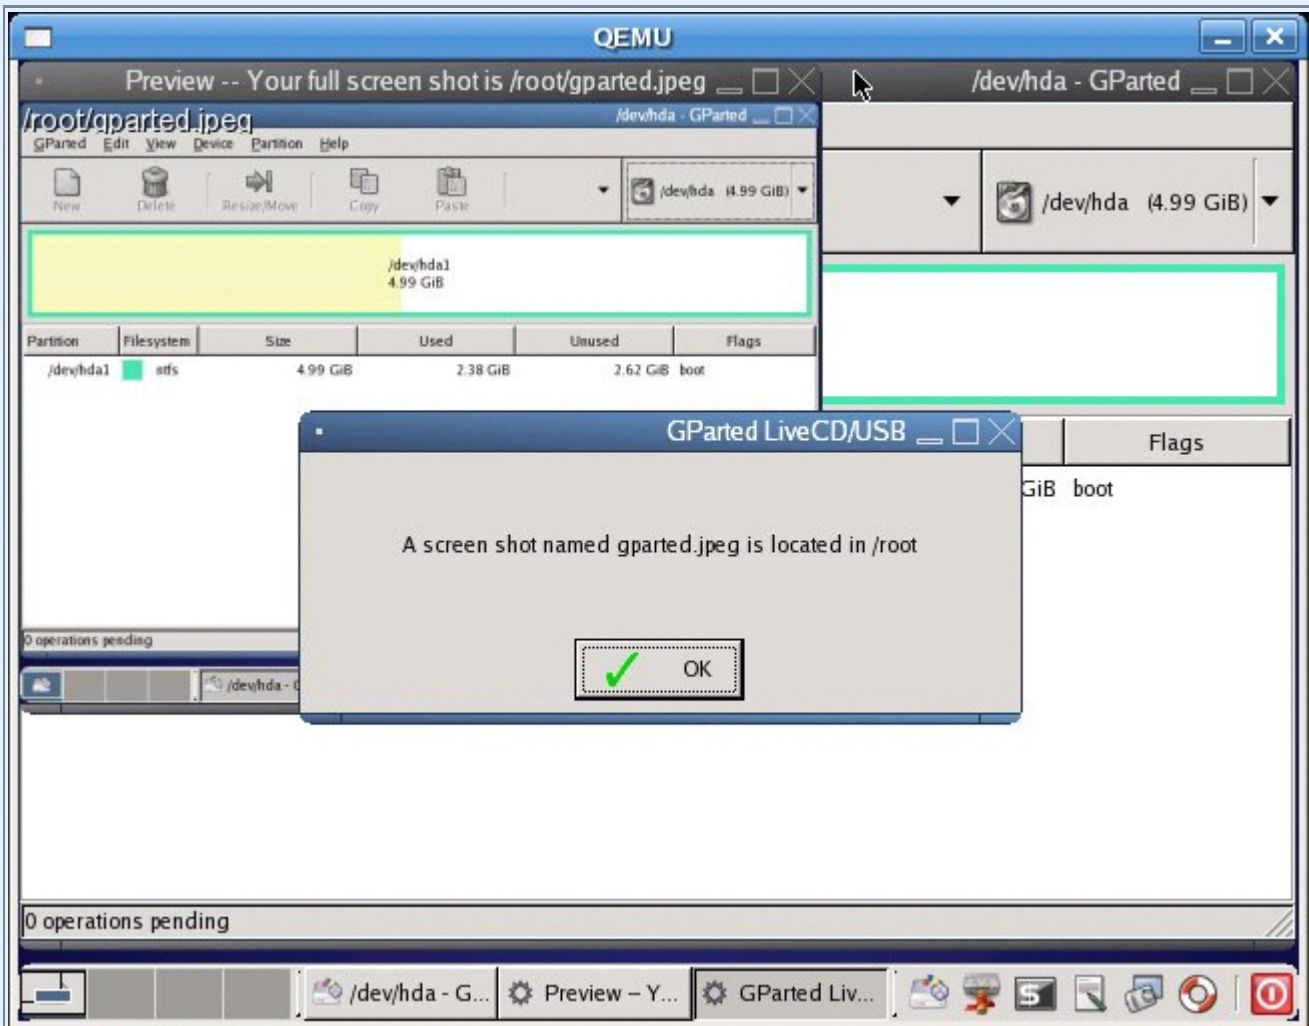 QEMU
Preview -- Your full screen shot is /root/gparted.jpeg
/dev/hda - GParted
/root/gparted.jpeg
/dev/hda - GParted
GParted Edit View Device Partition Help
New Delete Resize/Move Copy Paste
/dev/hda (4.99 GiB)
/dev/hda (4.99 GiB)
/dev/hda1
4.99 GiB
Partition Filesystem Size Used Unused Flags
/dev/hda1 ntfs 4.99 GiB 2.38 GiB 2.62 GiB boot
GParted LiveCD/USB
Flags
GiB boot
A screen shot named gparted.jpeg is located in /root
OK
0 operations pending
/dev/hda - G
0 operations pending
/dev/hda - G... Preview – Y... GParted Liv...